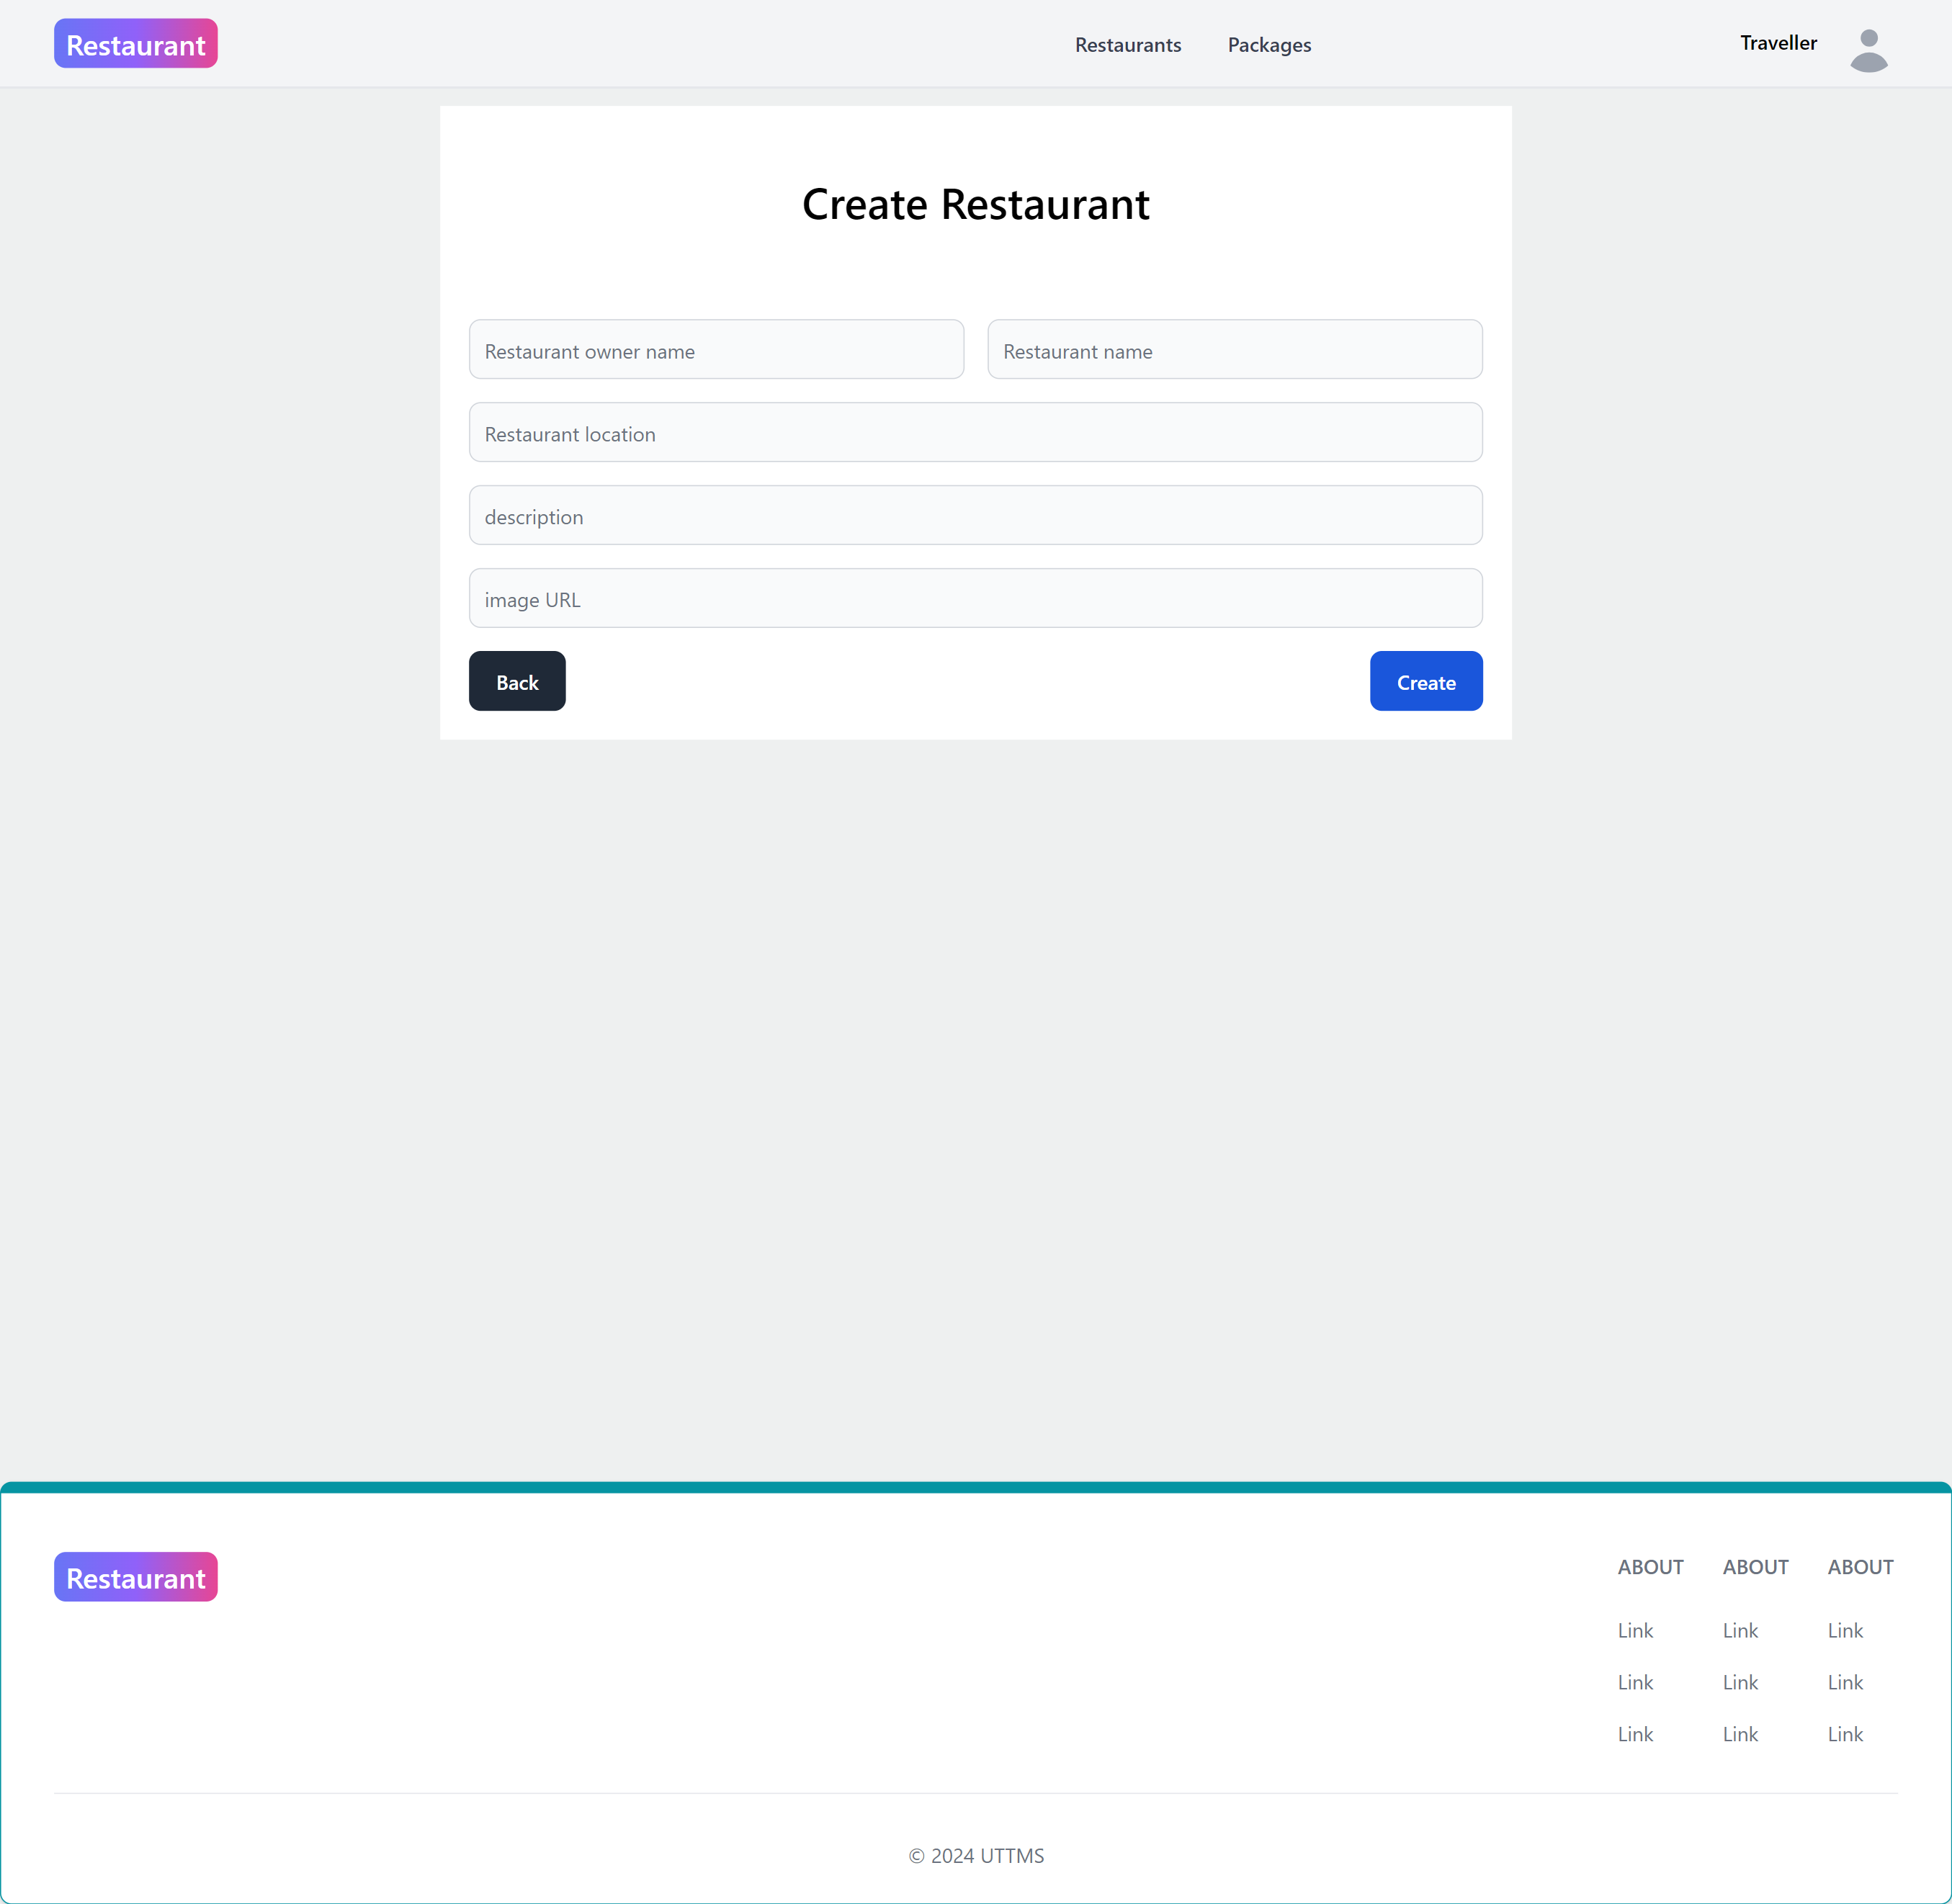 Restaurant
Restaurants Packages
Traveller
Create Restaurant
Restaurant owner name
Restaurant name
Restaurant location
description
image URL
Back
Create
Restaurant
ABOUT ABOUT ABOUT
Link Link Link
Link Link Link
Link Link Link
© 2024 UTTMS